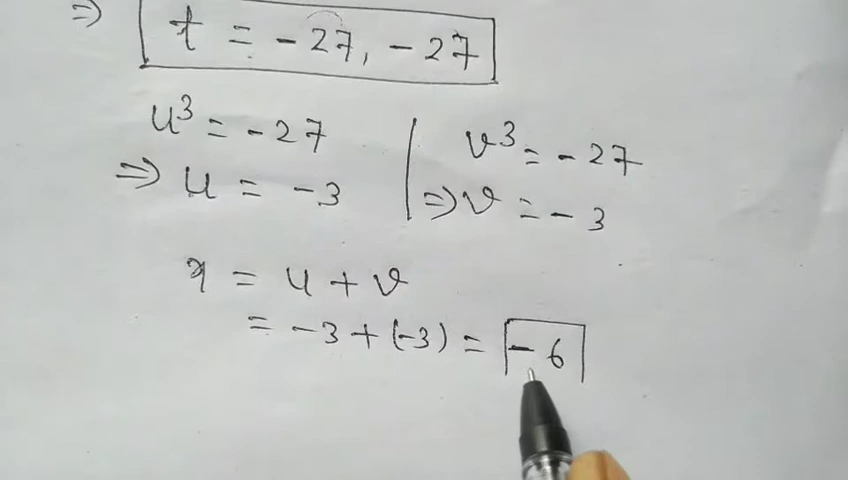 ⇒ t = -27, -27
u³ = -27 | v³ = -27
⇒ u = -3 | ⇒ v = -3
x = u + v
= -3 + (-3) = -6